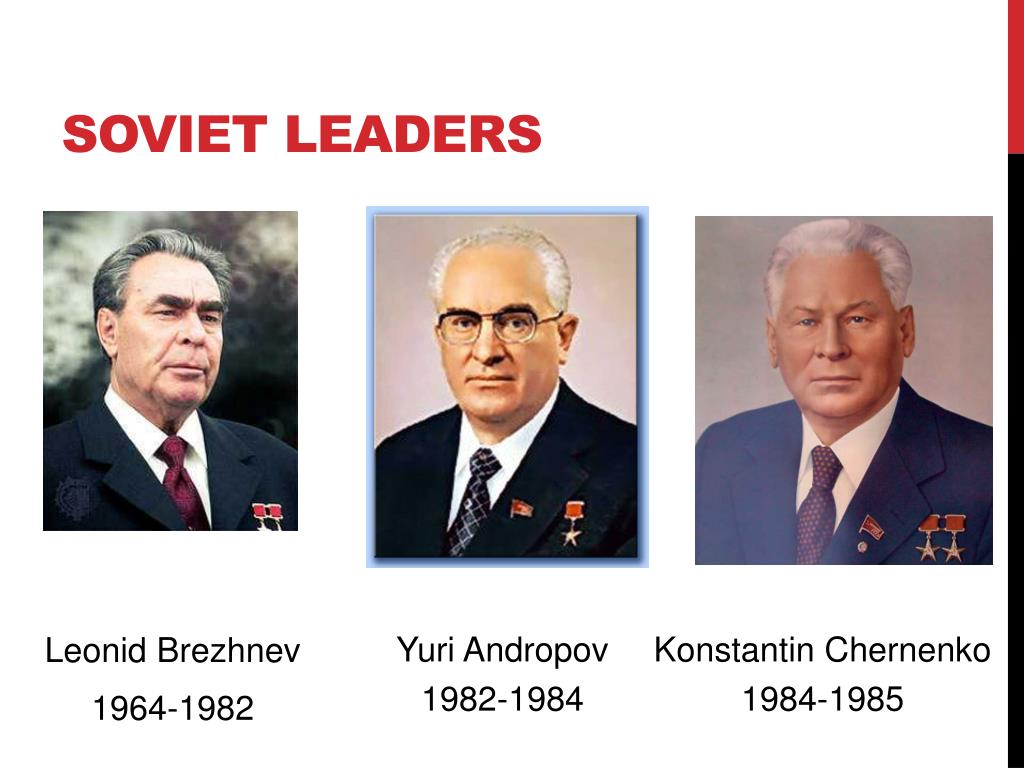 SOVIET LEADERS
Leonid Brezhnev
1964-1982
Yuri Andropov
1982-1984
Konstantin Chernenko
1984-1985